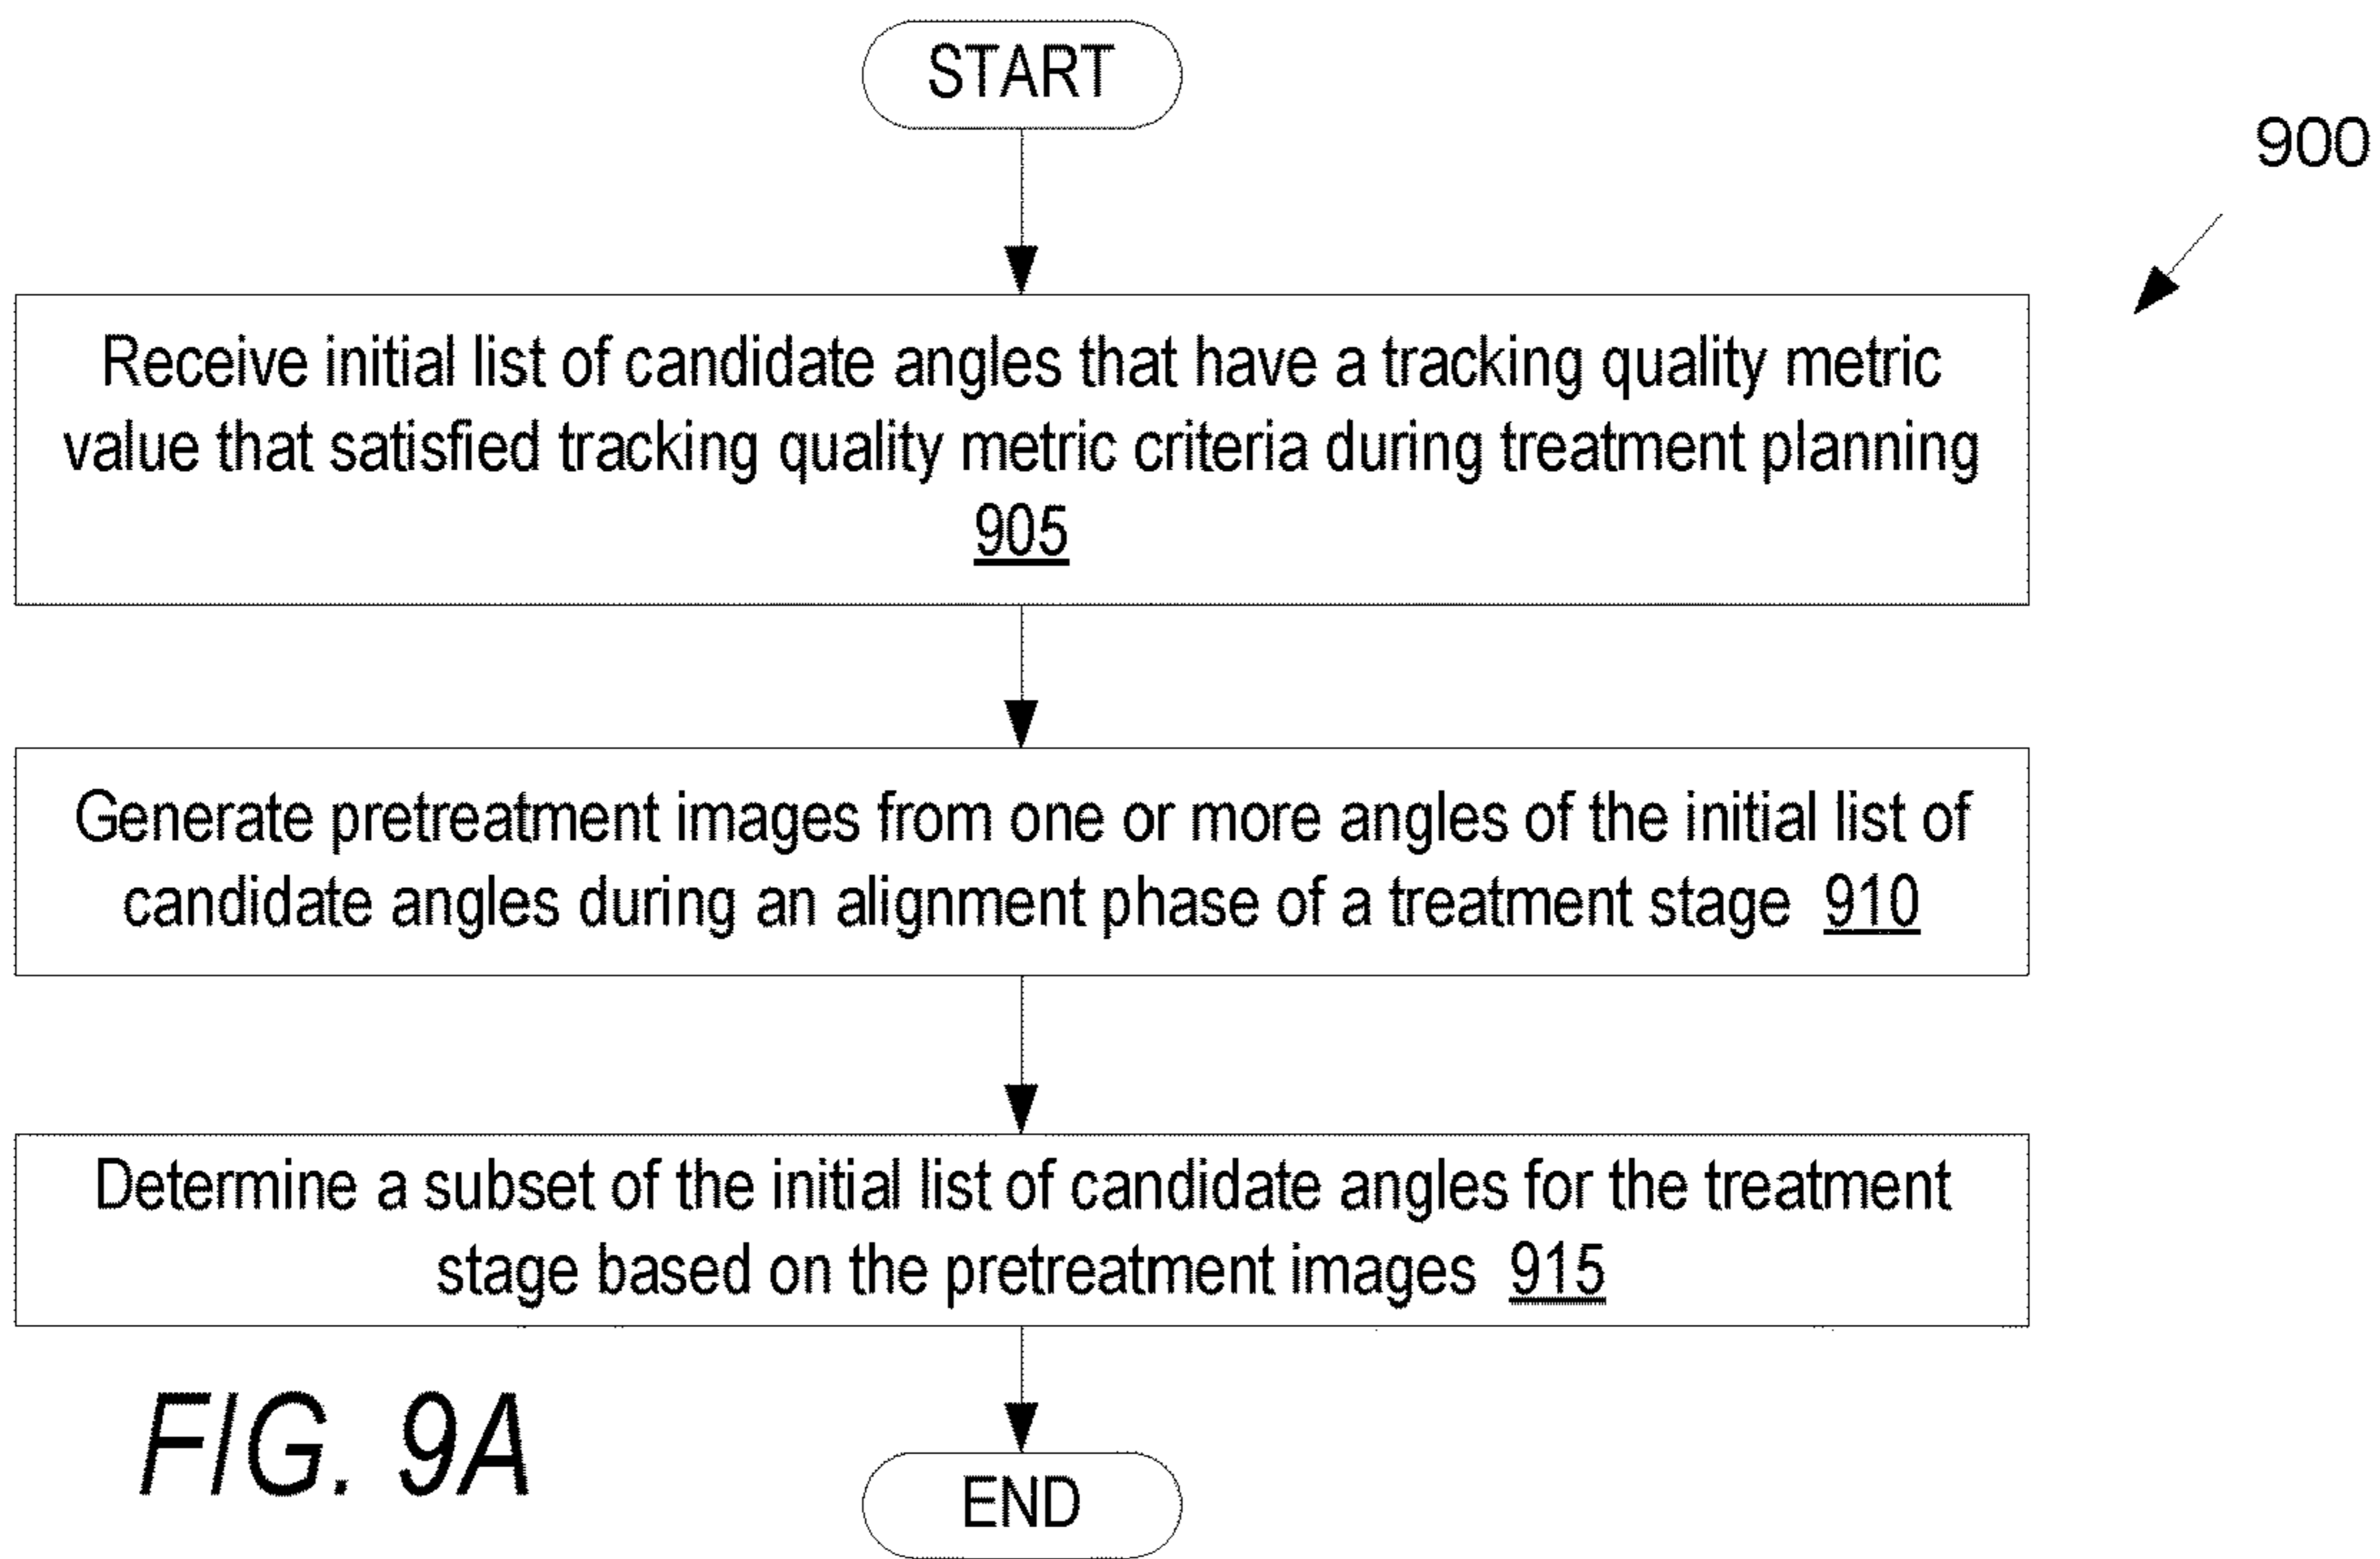 START
900
Receive initial list of candidate angles that have a tracking quality metric
value that satisfied tracking quality metric criteria during treatment planning
905
Generate pretreatment images from one or more angles of the initial list of
candidate angles during an alignment phase of a treatment stage 910
Determine a subset of the initial list of candidate angles for the treatment
stage based on the pretreatment images 915
FIG. 9A
END